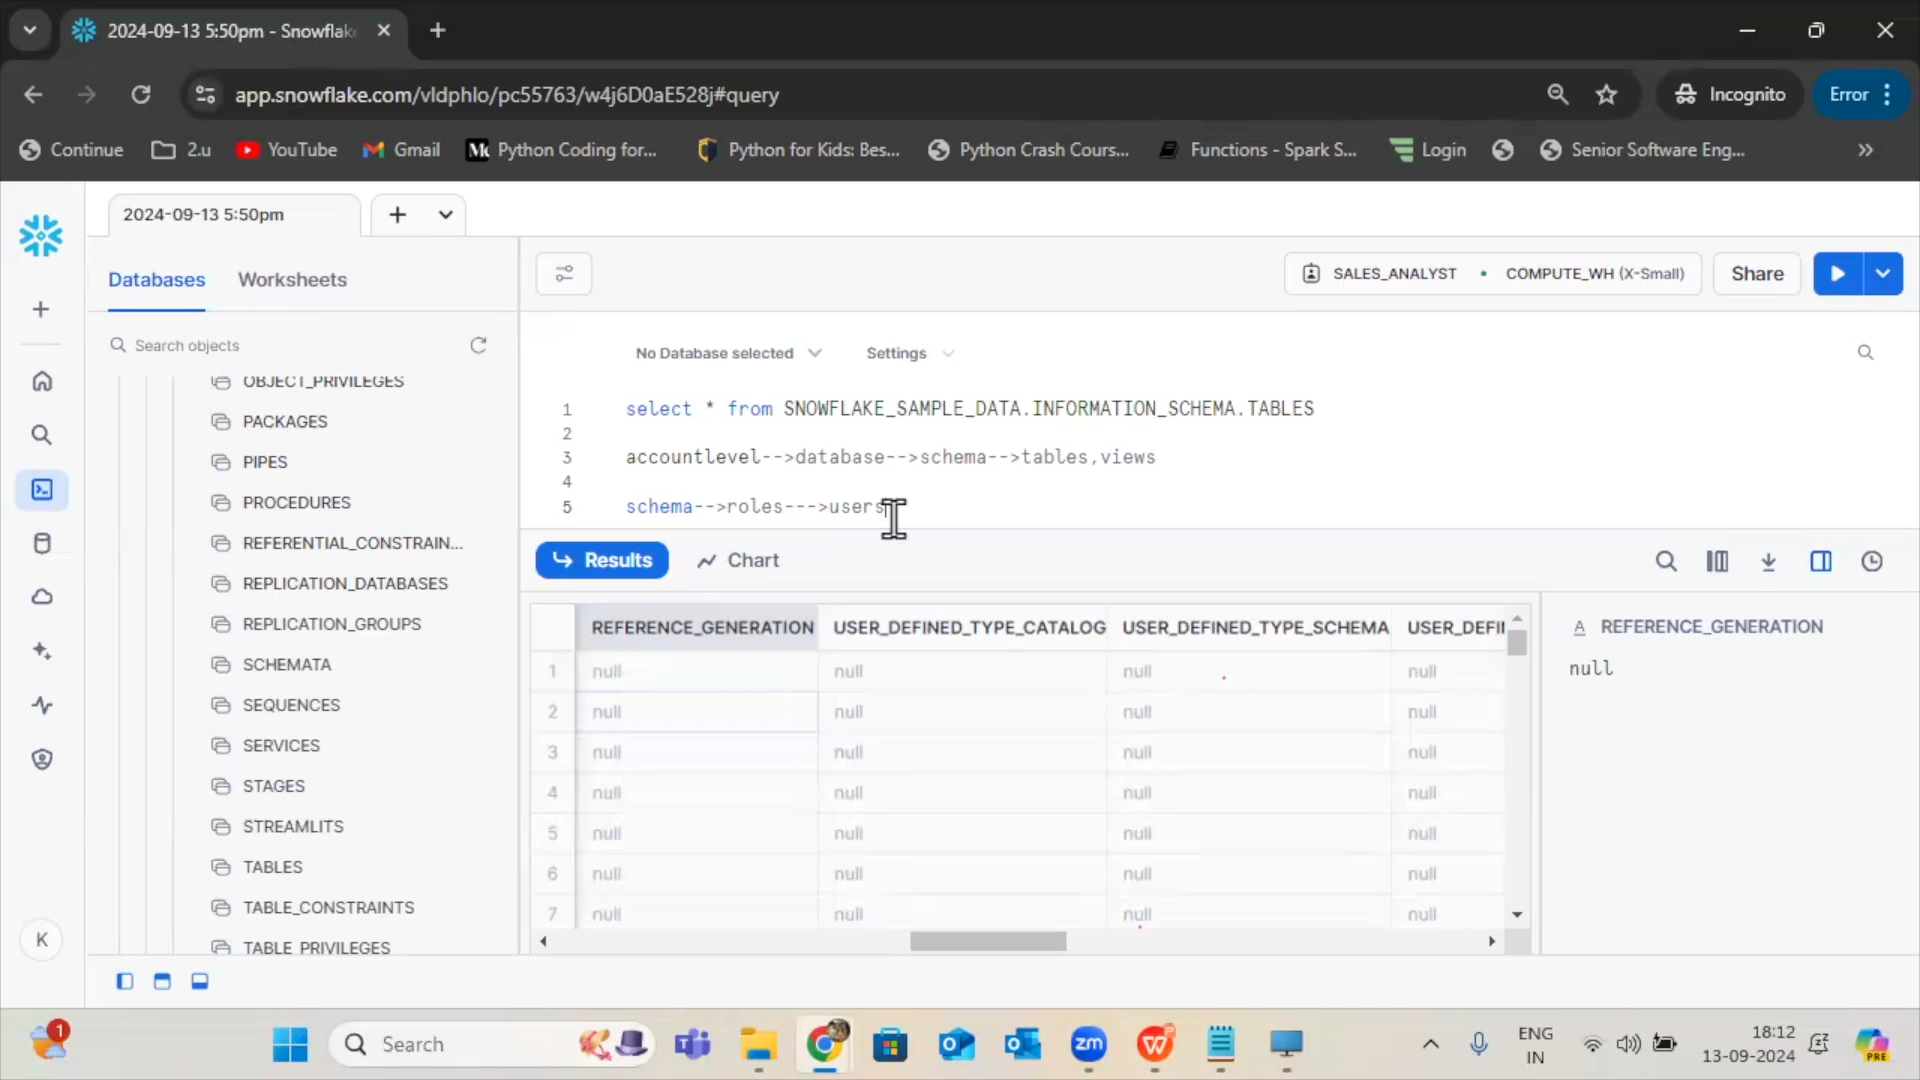 2024-09-13 5:50pm - Snowflak
app.snowflake.com/vldphlo/pc55763/w4j6D0aE528j#query
Incognito
Error
Continue
2.u
YouTube
Gmail
Python Coding for...
Python for Kids: Bes...
Python Crash Cours...
Functions - Spark S...
Login
Senior Software Eng...
2024-09-13 5:50pm
Databases
Worksheets
Search objects
OBJECT_PRIVILEGES
PACKAGES
PIPES
PROCEDURES
REFERENTIAL_CONSTRAIN...
REPLICATION_DATABASES
REPLICATION_GROUPS
SCHEMATA
SEQUENCES
SERVICES
STAGES
STREAMLITS
TABLES
TABLE_CONSTRAINTS
TABLE_PRIVILEGES
K
SALES_ANALYST • COMPUTE_WH (X-Small)
Share
No Database selected
Settings
1 select * from SNOWFLAKE_SAMPLE_DATA.INFORMATION_SCHEMA.TABLES
2
3 accountlevel-->database-->schema-->tables,views
4
5 schema-->roles--->users
Results
Chart
REFERENCE_GENERATION USER_DEFINED_TYPE_CATALOG USER_DEFINED_TYPE_SCHEMA USER_DEFI
1 null null null null
2 null null null null
3 null null null null
4 null null null null
5 null null null null
6 null null null null
7 null null null null
A REFERENCE_GENERATION
null
1
Search
zm
W
PRE
ENG
IN
18:12
13-09-2024